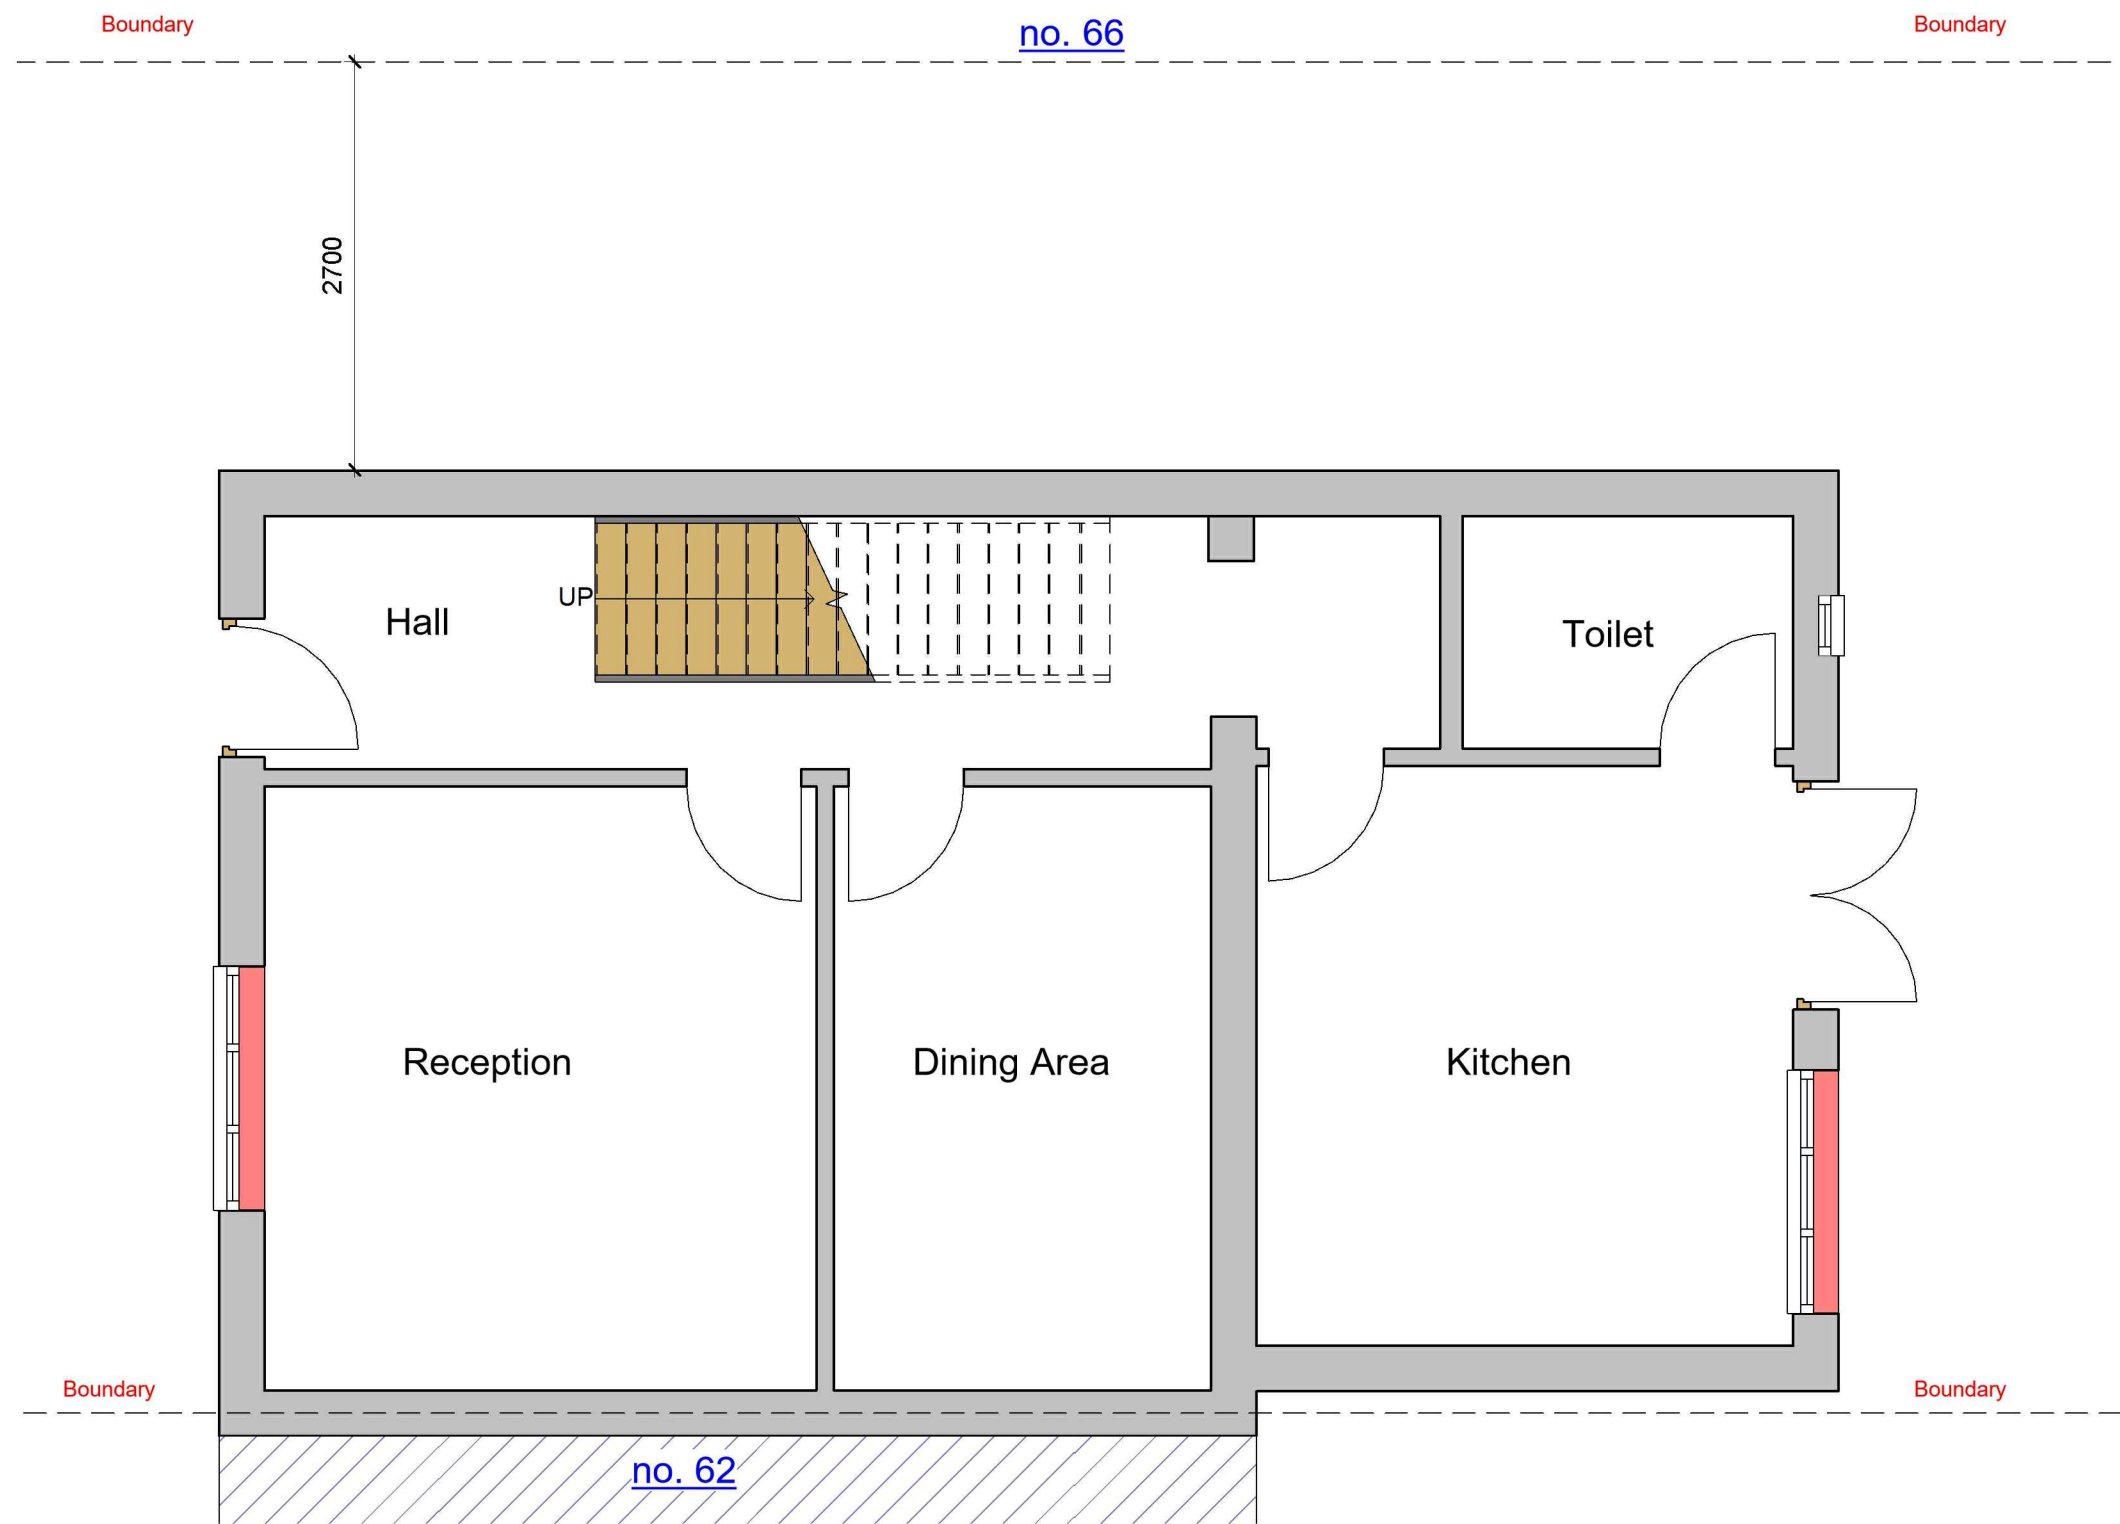 Boundary
no. 66
Boundary
2700
UP
Hall
Toilet
Reception
Dining Area
Kitchen
Boundary
Boundary
no. 62